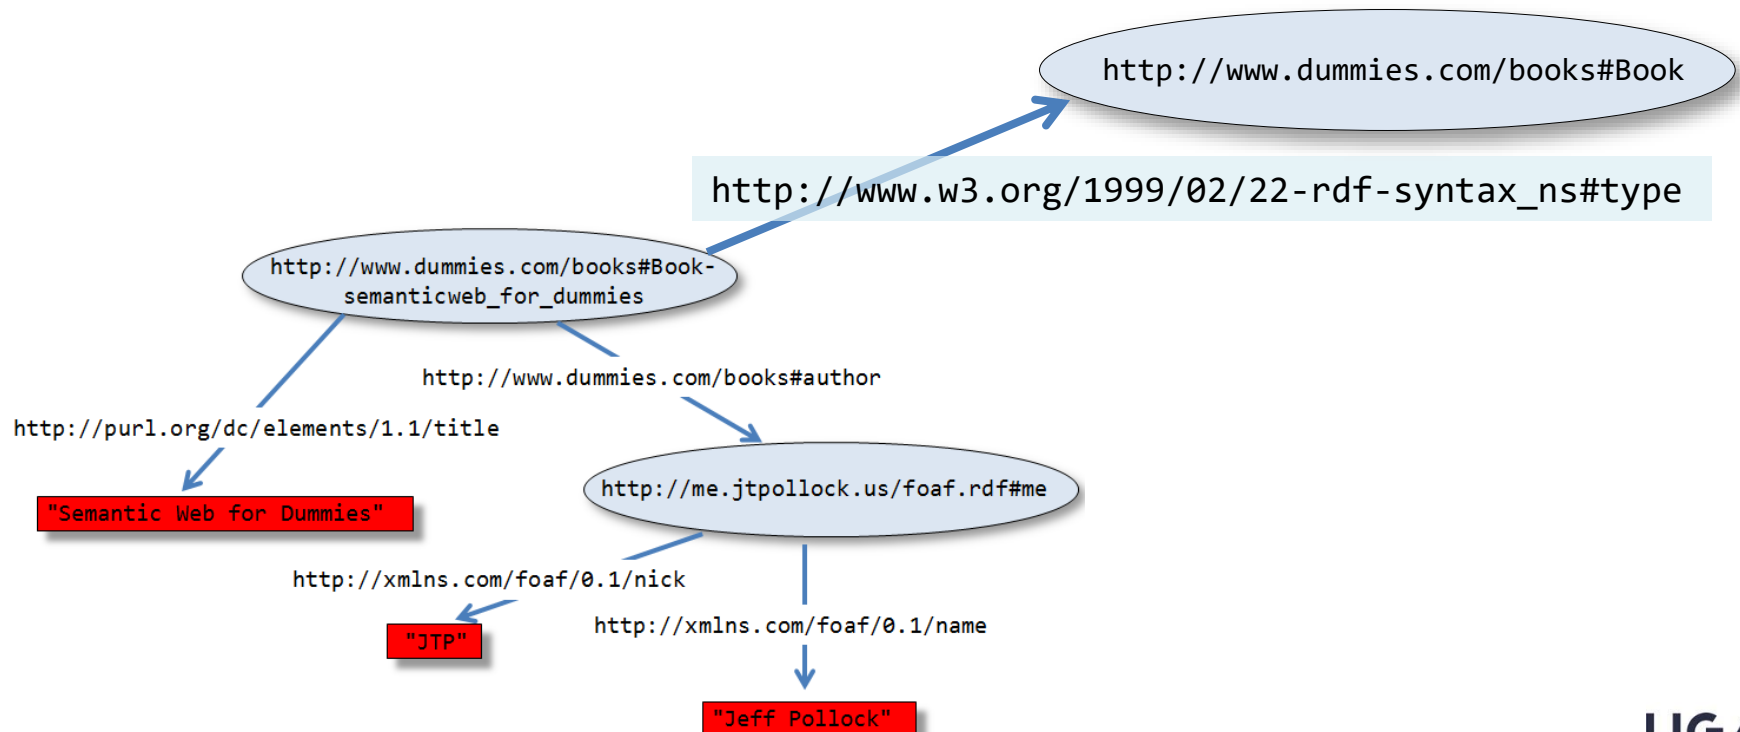 http://www.dummies.com/books#Book
http://www.w3.org/1999/02/22-rdf-syntax_ns#type
http://www.dummies.com/books#Book-
semanticweb_for_dummies
http://www.dummies.com/books#author
http://purl.org/dc/elements/1.1/title
http://me.jtpollock.us/foaf.rdf#me
"Semantic Web for Dummies"
http://xmlns.com/foaf/0.1/nick
http://xmlns.com/foaf/0.1/name
"JTP"
"Jeff Pollock"